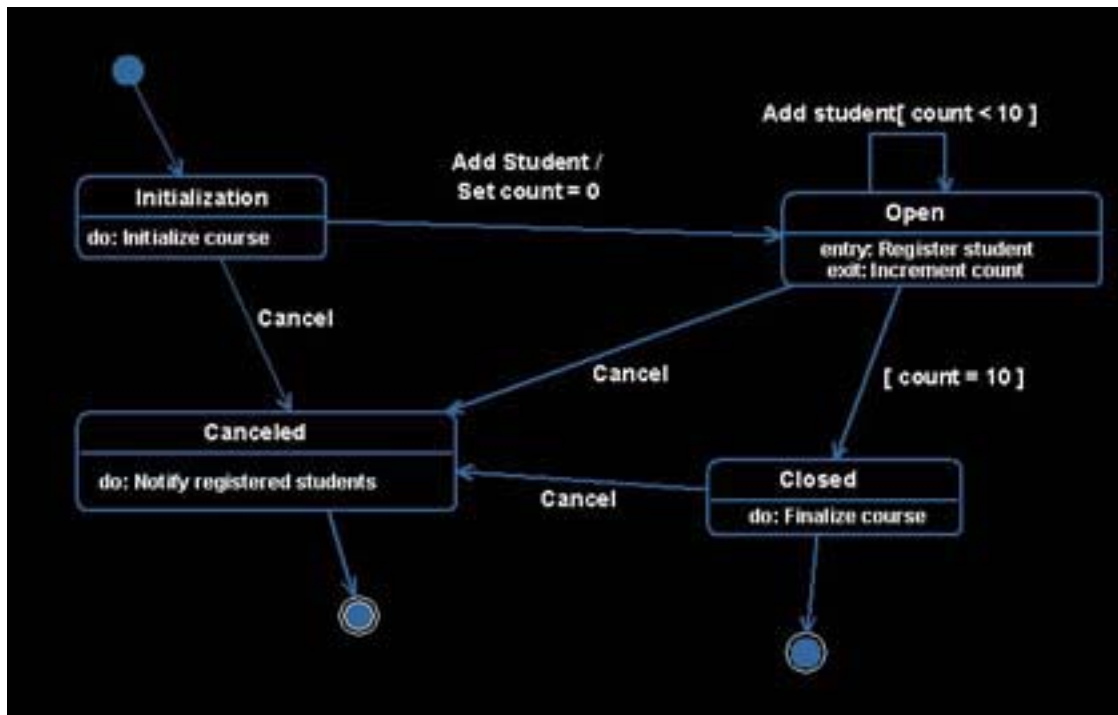 Add student[ count < 10 ]
Add Student /
Set count = 0
Initialization
do: Initialize course
Open
entry: Register student
exit: Increment count
Cancel
Cancel
[ count = 10 ]
Canceled
do: Notify registered students
Cancel
Closed
do: Finalize course